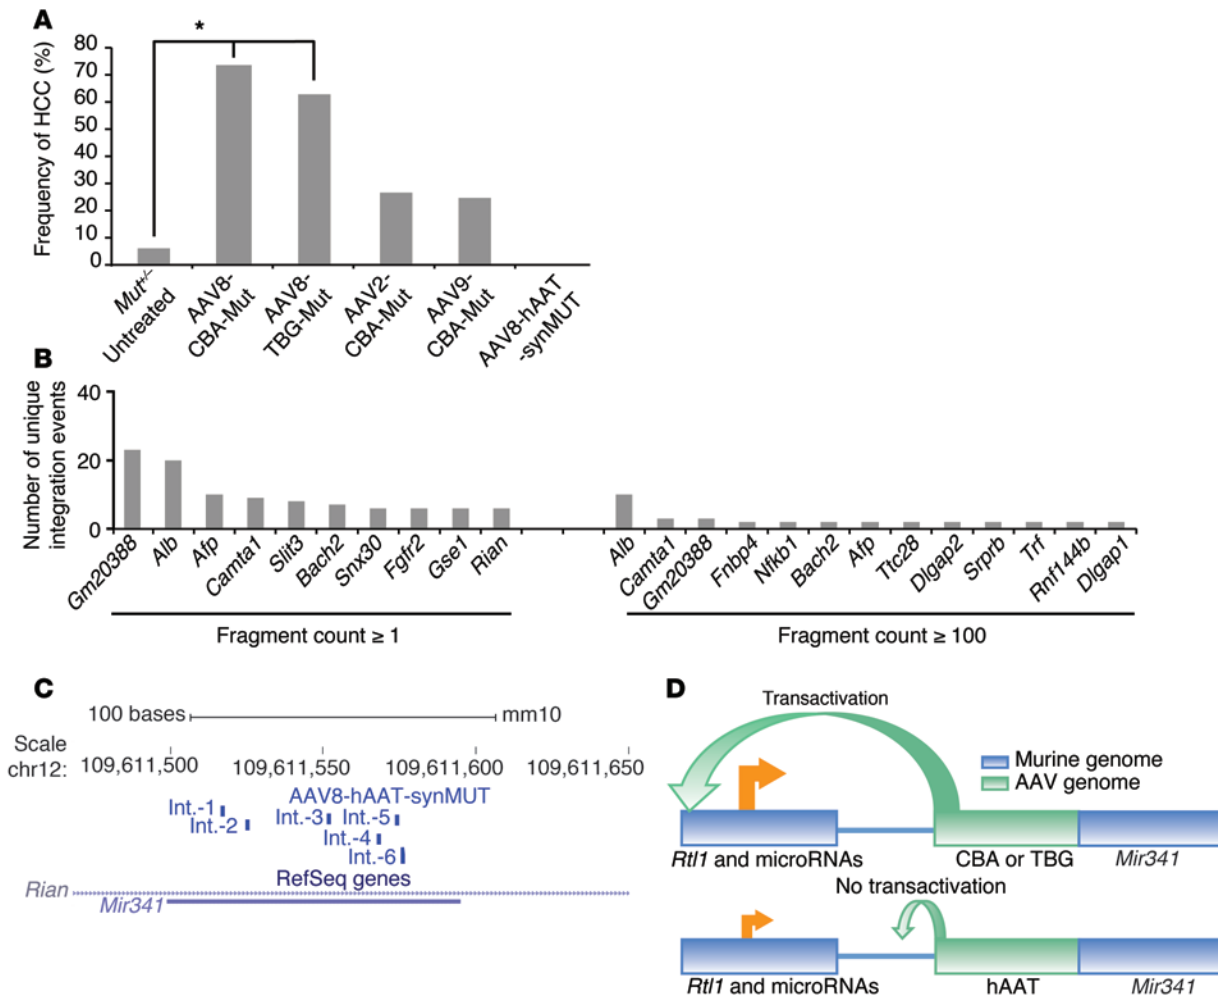 A
*
Frequency of HCC (%)
80
70
60
50
40
30
20
10
0
Mut+/–
Untreated
AAV8-
CBA-Mut
AAV8-
TBG-Mut
AAV2-
CBA-Mut
AAV9-
CBA-Mut
AAV8-hAAT
-synMUT
B
Number of unique
integration events
40
20
0
Gm20388
Alb
Afp
Camta1
Slit3
Bach2
Snx30
Fgfr2
Gse1
Rian
Alb
Camta1
Gm20388
Fnbp4
Nfkb1
Bach2
Afp
Ttc28
Dlgap2
Srprb
Trf
Rnf144b
Dlgap1
Fragment count ≥ 1
Fragment count ≥ 100
C
100 bases
mm10
Scale
chr12:
109,611,500
109,611,550
109,611,600
109,611,650
AAV8-hAAT-synMUT
Int.-1
Int.-2
Int.-3
Int.-5
Int.-4
Int.-6
RefSeq genes
Rian
Mir341
D
Transactivation
Murine genome
AAV genome
Rtl1 and microRNAs
CBA or TBG
Mir341
No transactivation
Rtl1 and microRNAs
hAAT
Mir341